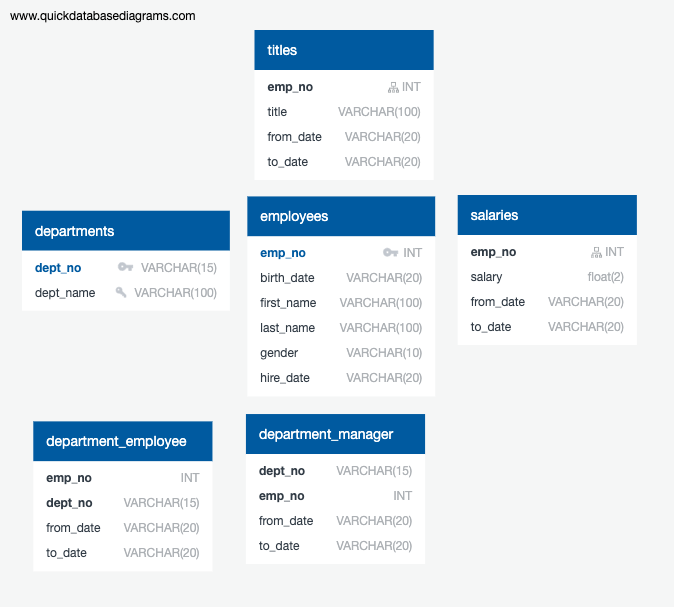 www.quickdatabasediagrams.com
titles
emp_no INT
title VARCHAR(100)
from_date VARCHAR(20)
to_date VARCHAR(20)
departments
dept_no VARCHAR(15)
dept_name VARCHAR(100)
employees
emp_no INT
birth_date VARCHAR(20)
first_name VARCHAR(100)
last_name VARCHAR(100)
gender VARCHAR(10)
hire_date VARCHAR(20)
salaries
emp_no INT
salary float(2)
from_date VARCHAR(20)
to_date VARCHAR(20)
department_employee
emp_no INT
dept_no VARCHAR(15)
from_date VARCHAR(20)
to_date VARCHAR(20)
department_manager
dept_no VARCHAR(15)
emp_no INT
from_date VARCHAR(20)
to_date VARCHAR(20)